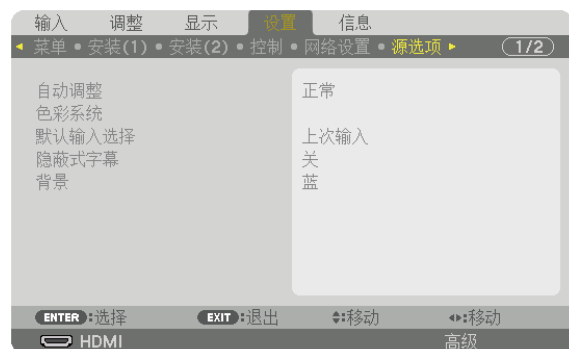 输入 调整 显示 设置 信息
菜单 • 安装(1) • 安装(2) • 控制 • 网络设置 • 源选项 1/2
自动调整 正常
色彩系统
默认输入选择 上次输入
隐蔽式字幕 关
背景 蓝
ENTER:选择 EXIT:退出 :移动 :移动
HDMI 高级